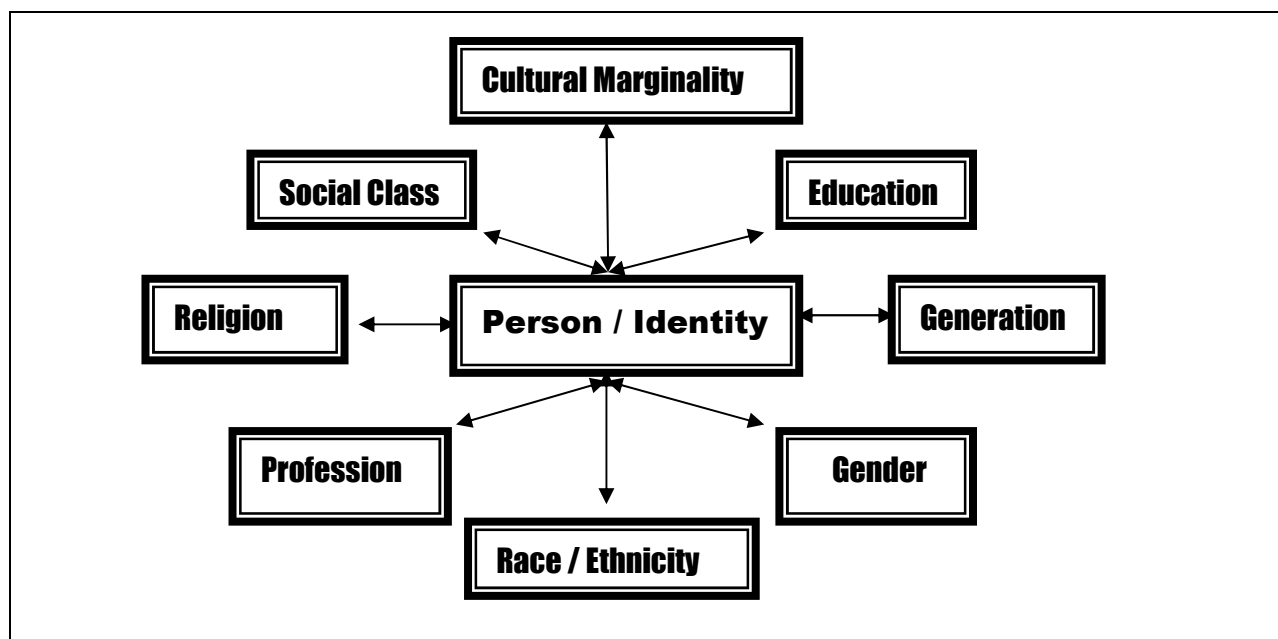 Cultural Marginality
Social Class
Education
Religion
Person / Identity
Generation
Profession
Gender
Race / Ethnicity